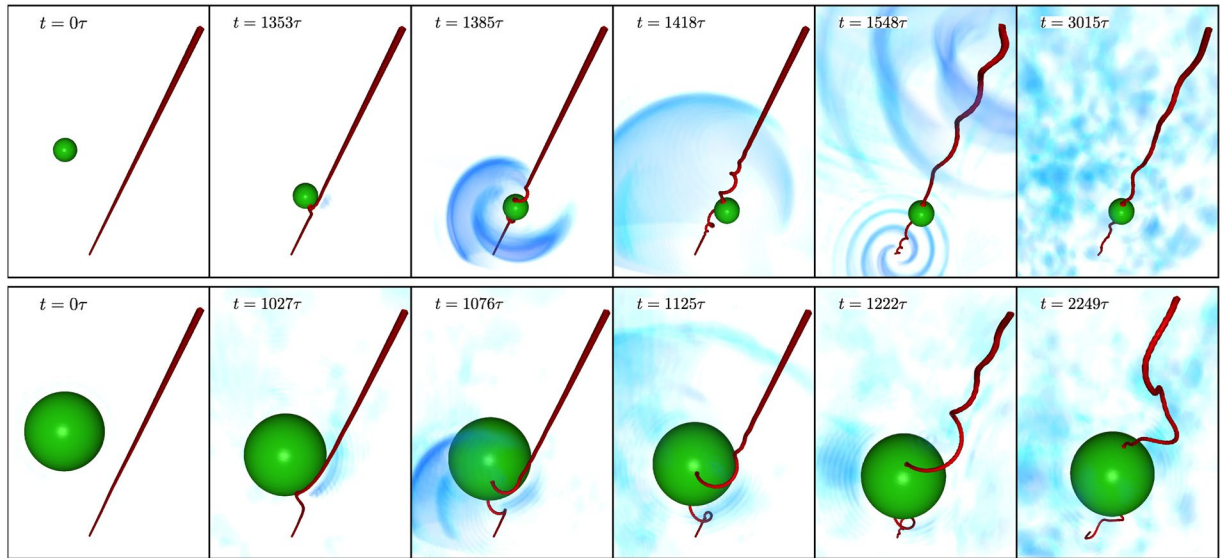 t = 0τ
t = 1353τ
t = 1385τ
t = 1418τ
t = 1548τ
t = 3015τ
t = 0τ
t = 1027τ
t = 1076τ
t = 1125τ
t = 1222τ
t = 2249τ